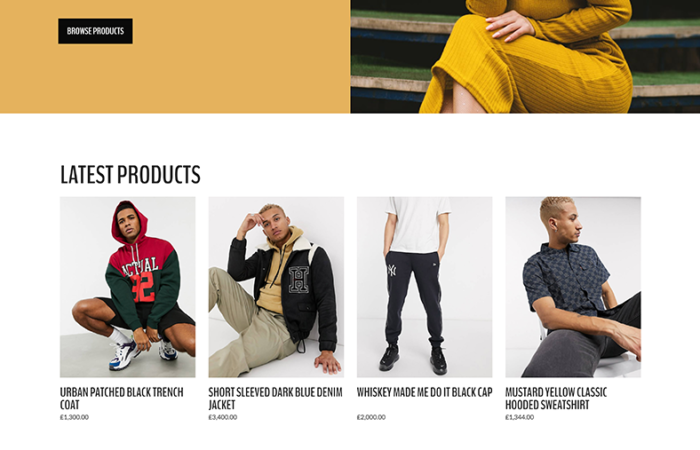 BROWSE PRODUCTS
LATEST PRODUCTS
ACTUAL
32
H
NY
URBAN PATCHED BLACK TRENCH
COAT
£1,300.00
SHORT SLEEVED DARK BLUE DENIM
JACKET
£3,400.00
WHISKEY MADE ME DO IT BLACK CAP
£2,000.00
MUSTARD YELLOW CLASSIC
HOODED SWEATSHIRT
£1,344.00